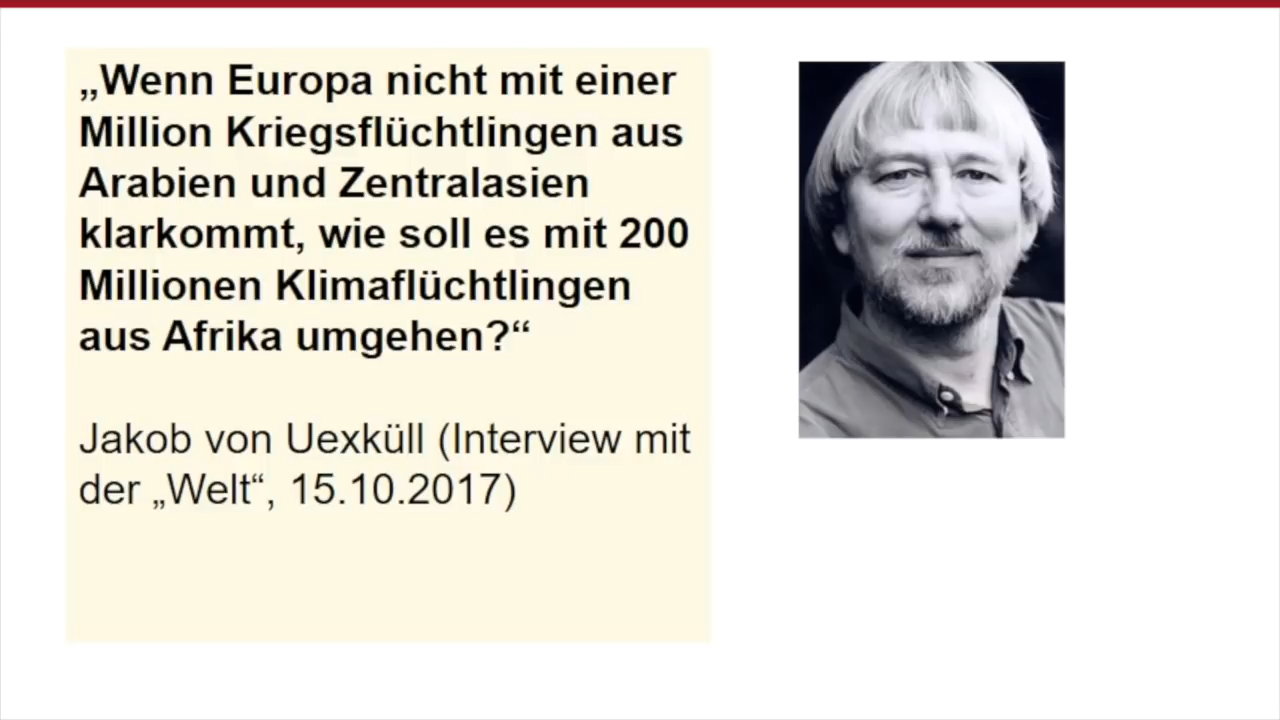 „Wenn Europa nicht mit einer
Million Kriegsflüchtlingen aus
Arabien und Zentralasien
klarkommt, wie soll es mit 200
Millionen Klimaflüchtlingen
aus Afrika umgehen?“
Jakob von Uexküll (Interview mit
der „Welt“, 15.10.2017)